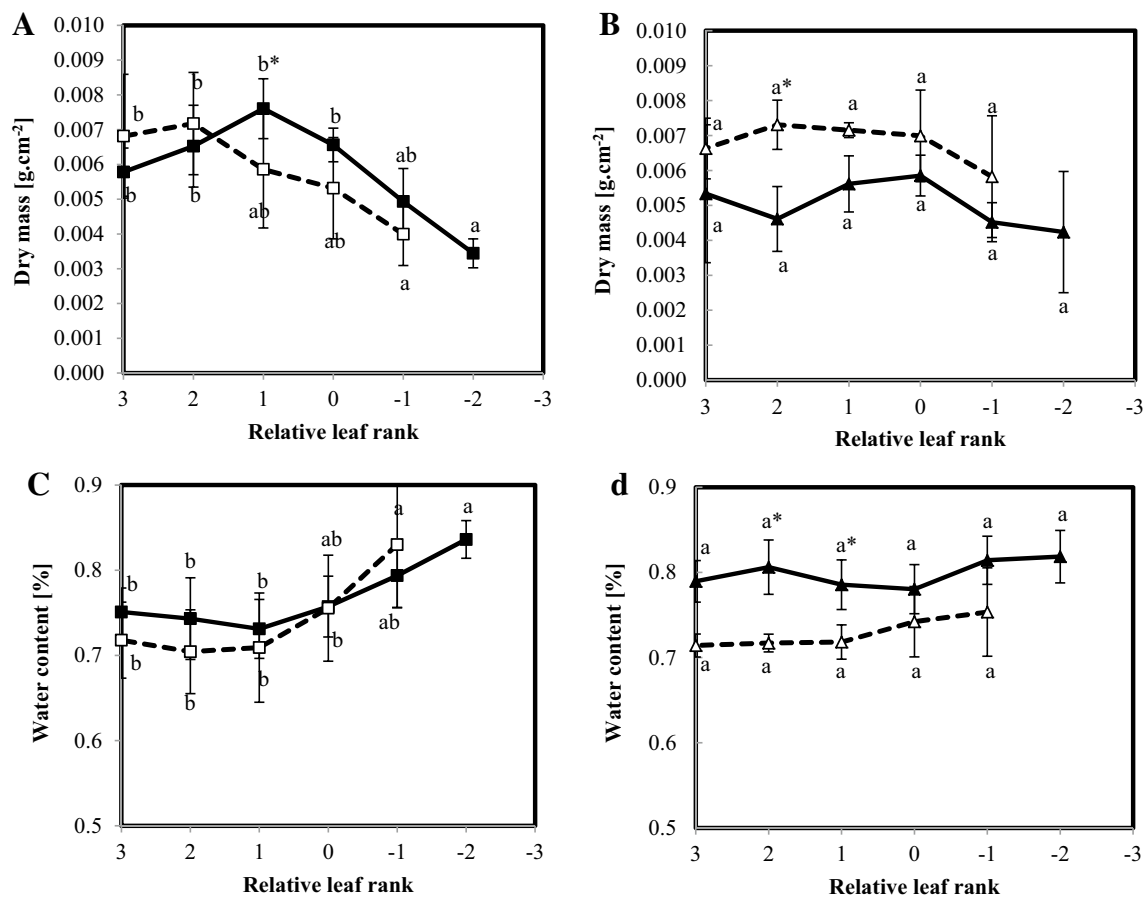 A
0.010
0.009
0.008
0.007
0.006
0.005
0.004
0.003
0.002
0.001
0.000
Dry mass [g.cm-2]
b
b
b*
b
ab
a
b
b
ab
ab
a
3 2 1 0 -1 -2 -3
Relative leaf rank
B
0.010
0.009
0.008
0.007
0.006
0.005
0.004
0.003
0.002
0.001
0.000
Dry mass [g.cm-2]
a
a*
a
a
a
a
a
a
a
a
a
3 2 1 0 -1 -2 -3
Relative leaf rank
C
0.9
0.8
0.7
0.6
0.5
Water content [%]
b
b
b
ab
a
a
b
b
b
b
ab
3 2 1 0 -1 -2 -3
Relative leaf rank
d
0.9
0.8
0.7
0.6
0.5
Water content [%]
a
a*
a*
a
a
a
a
a
a
a
a
3 2 1 0 -1 -2 -3
Relative leaf rank